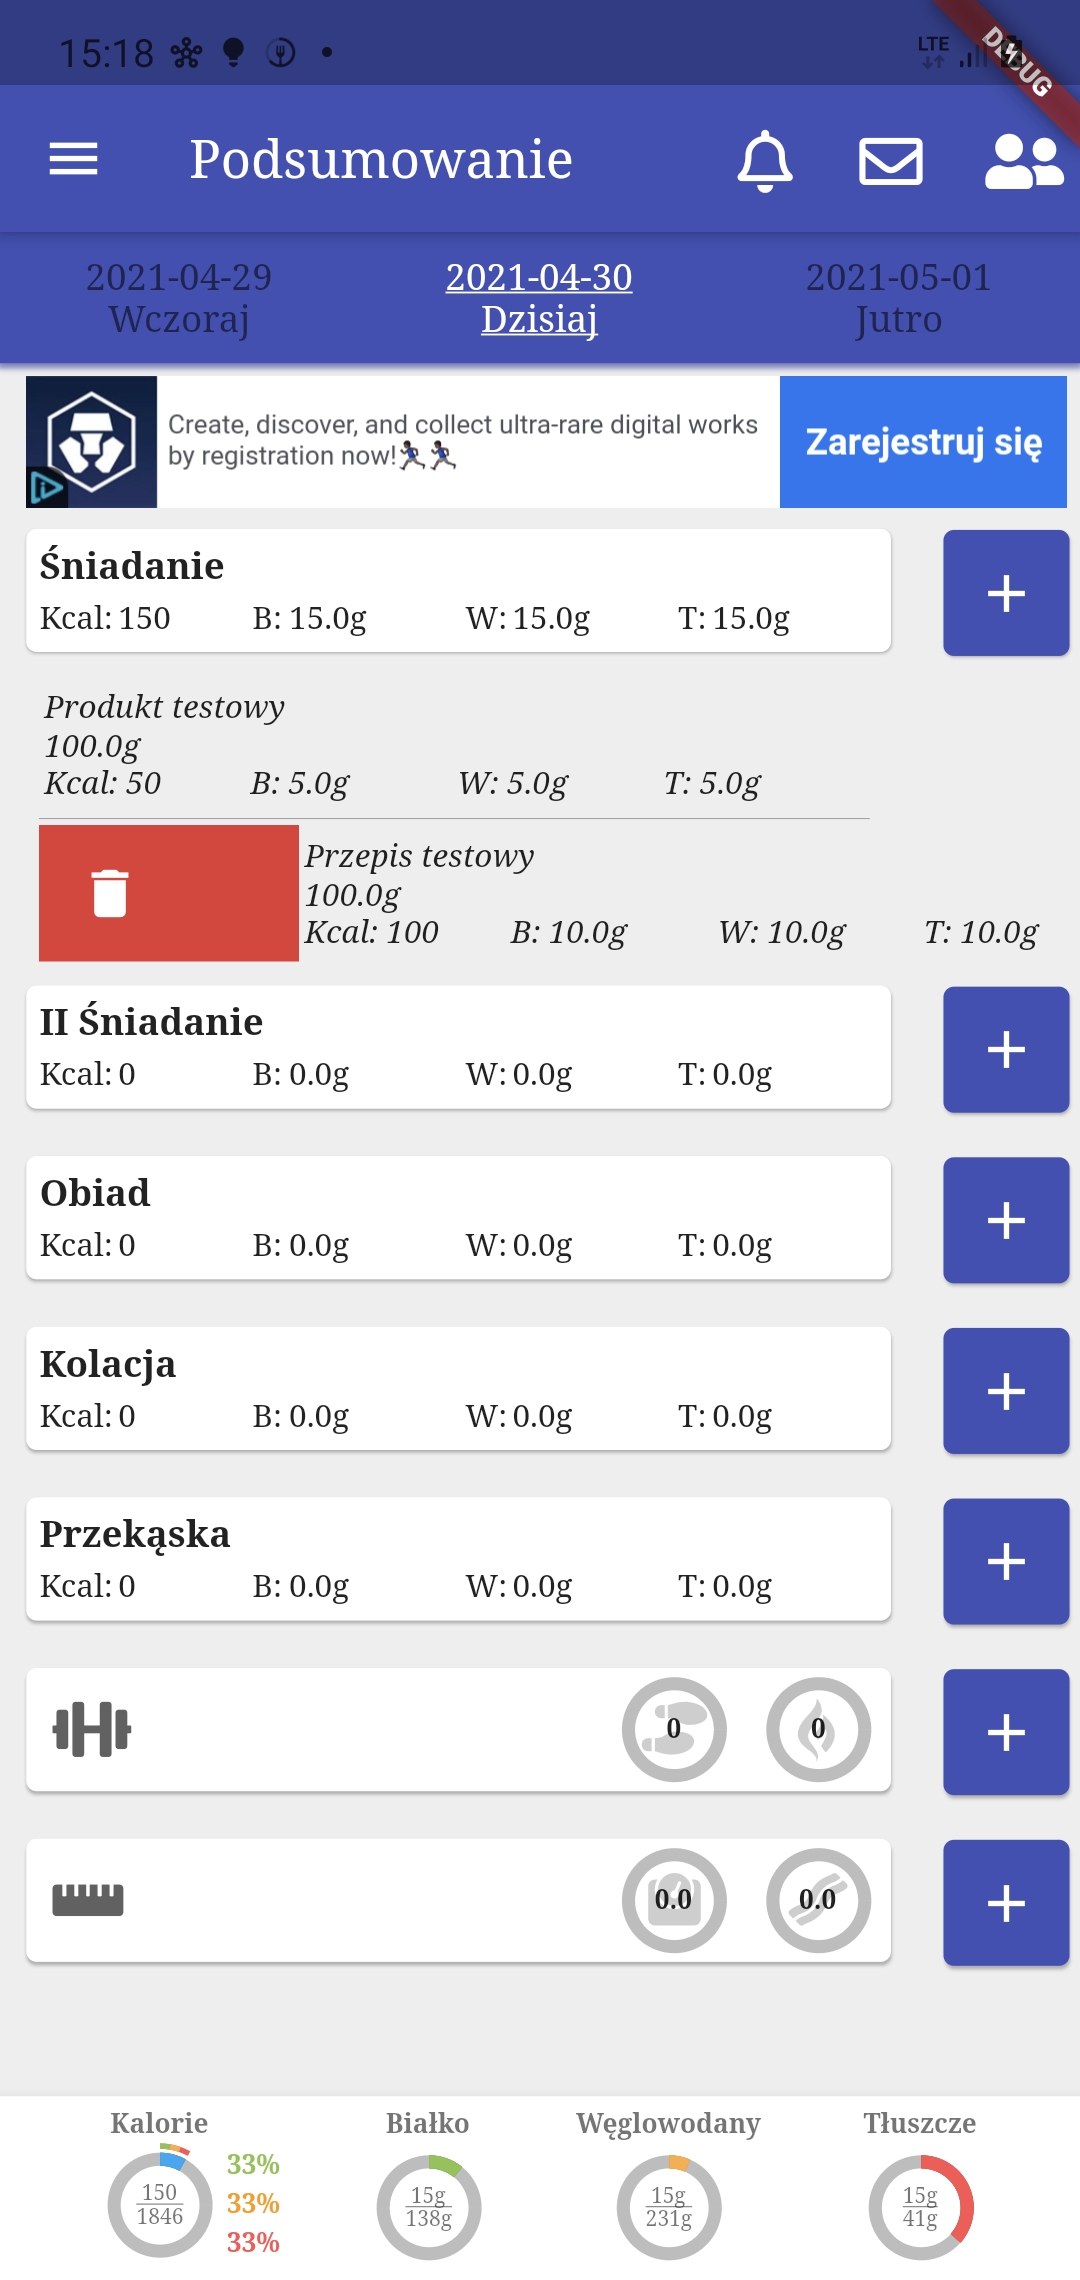 15:18
LTE
DEBUG
Podsumowanie
2021-04-29
Wczoraj
2021-04-30
Dzisiaj
2021-05-01
Jutro
Create, discover, and collect ultra-rare digital works
by registration now!🏃🏿‍♂️🏃🏿‍♂️
Zarejestruj się
Śniadanie
Kcal: 150 B: 15.0g W: 15.0g T: 15.0g
Produkt testowy
100.0g
Kcal: 50 B: 5.0g W: 5.0g T: 5.0g
Przepis testowy
100.0g
Kcal: 100 B: 10.0g W: 10.0g T: 10.0g
II Śniadanie
Kcal: 0 B: 0.0g W: 0.0g T: 0.0g
Obiad
Kcal: 0 B: 0.0g W: 0.0g T: 0.0g
Kolacja
Kcal: 0 B: 0.0g W: 0.0g T: 0.0g
Przekąska
Kcal: 0 B: 0.0g W: 0.0g T: 0.0g
0 0
0.0 0.0
Kalorie
150
1846
33%
33%
33%
Białko
15g
138g
Węglowodany
15g
231g
Tłuszcze
15g
41g